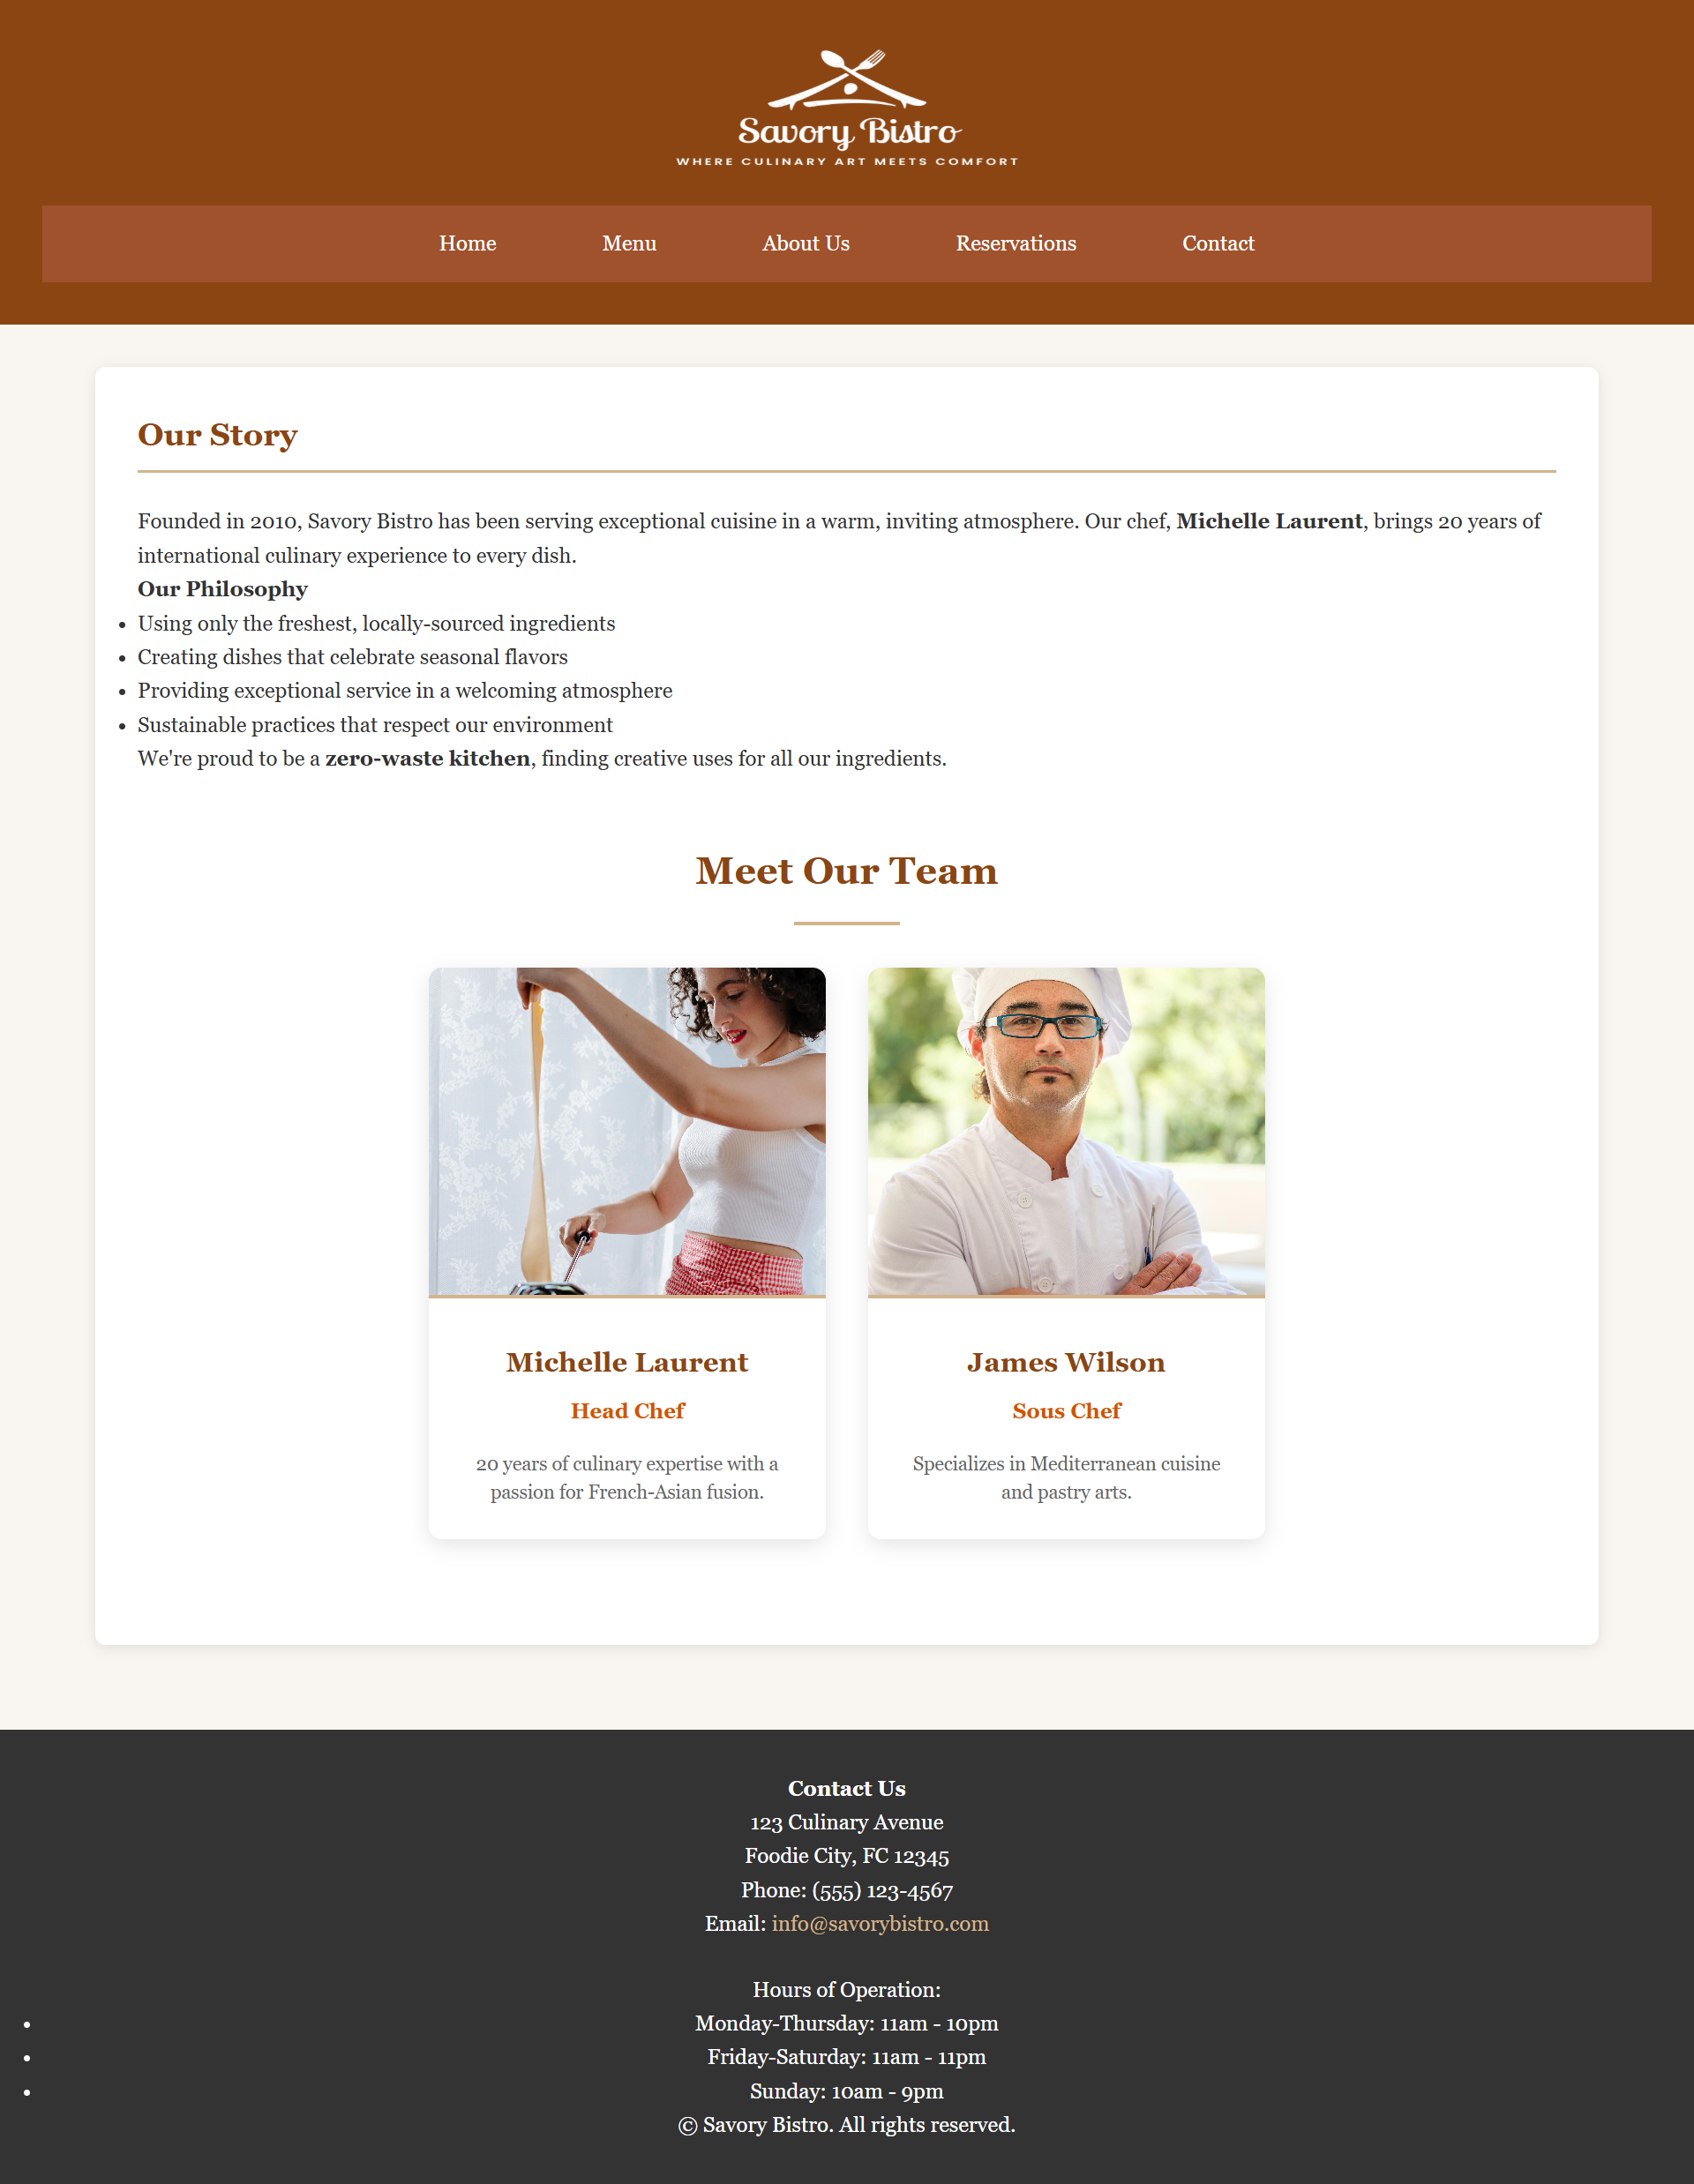 Savory Bistro
WHERE CULINARY ART MEETS COMFORT
Home Menu About Us Reservations Contact
Our Story
Founded in 2010, Savory Bistro has been serving exceptional cuisine in a warm, inviting atmosphere. Our chef, Michelle Laurent, brings 20 years of
international culinary experience to every dish.
Our Philosophy
• Using only the freshest, locally-sourced ingredients
• Creating dishes that celebrate seasonal flavors
• Providing exceptional service in a welcoming atmosphere
• Sustainable practices that respect our environment
We're proud to be a zero-waste kitchen, finding creative uses for all our ingredients.
Meet Our Team
Michelle Laurent
Head Chef
20 years of culinary expertise with a
passion for French-Asian fusion.
James Wilson
Sous Chef
Specializes in Mediterranean cuisine
and pastry arts.
Contact Us
123 Culinary Avenue
Foodie City, FC 12345
Phone: (555) 123-4567
Email: info@savorybistro.com
Hours of Operation:
• Monday-Thursday: 11am - 10pm
• Friday-Saturday: 11am - 11pm
• Sunday: 10am - 9pm
© Savory Bistro. All rights reserved.